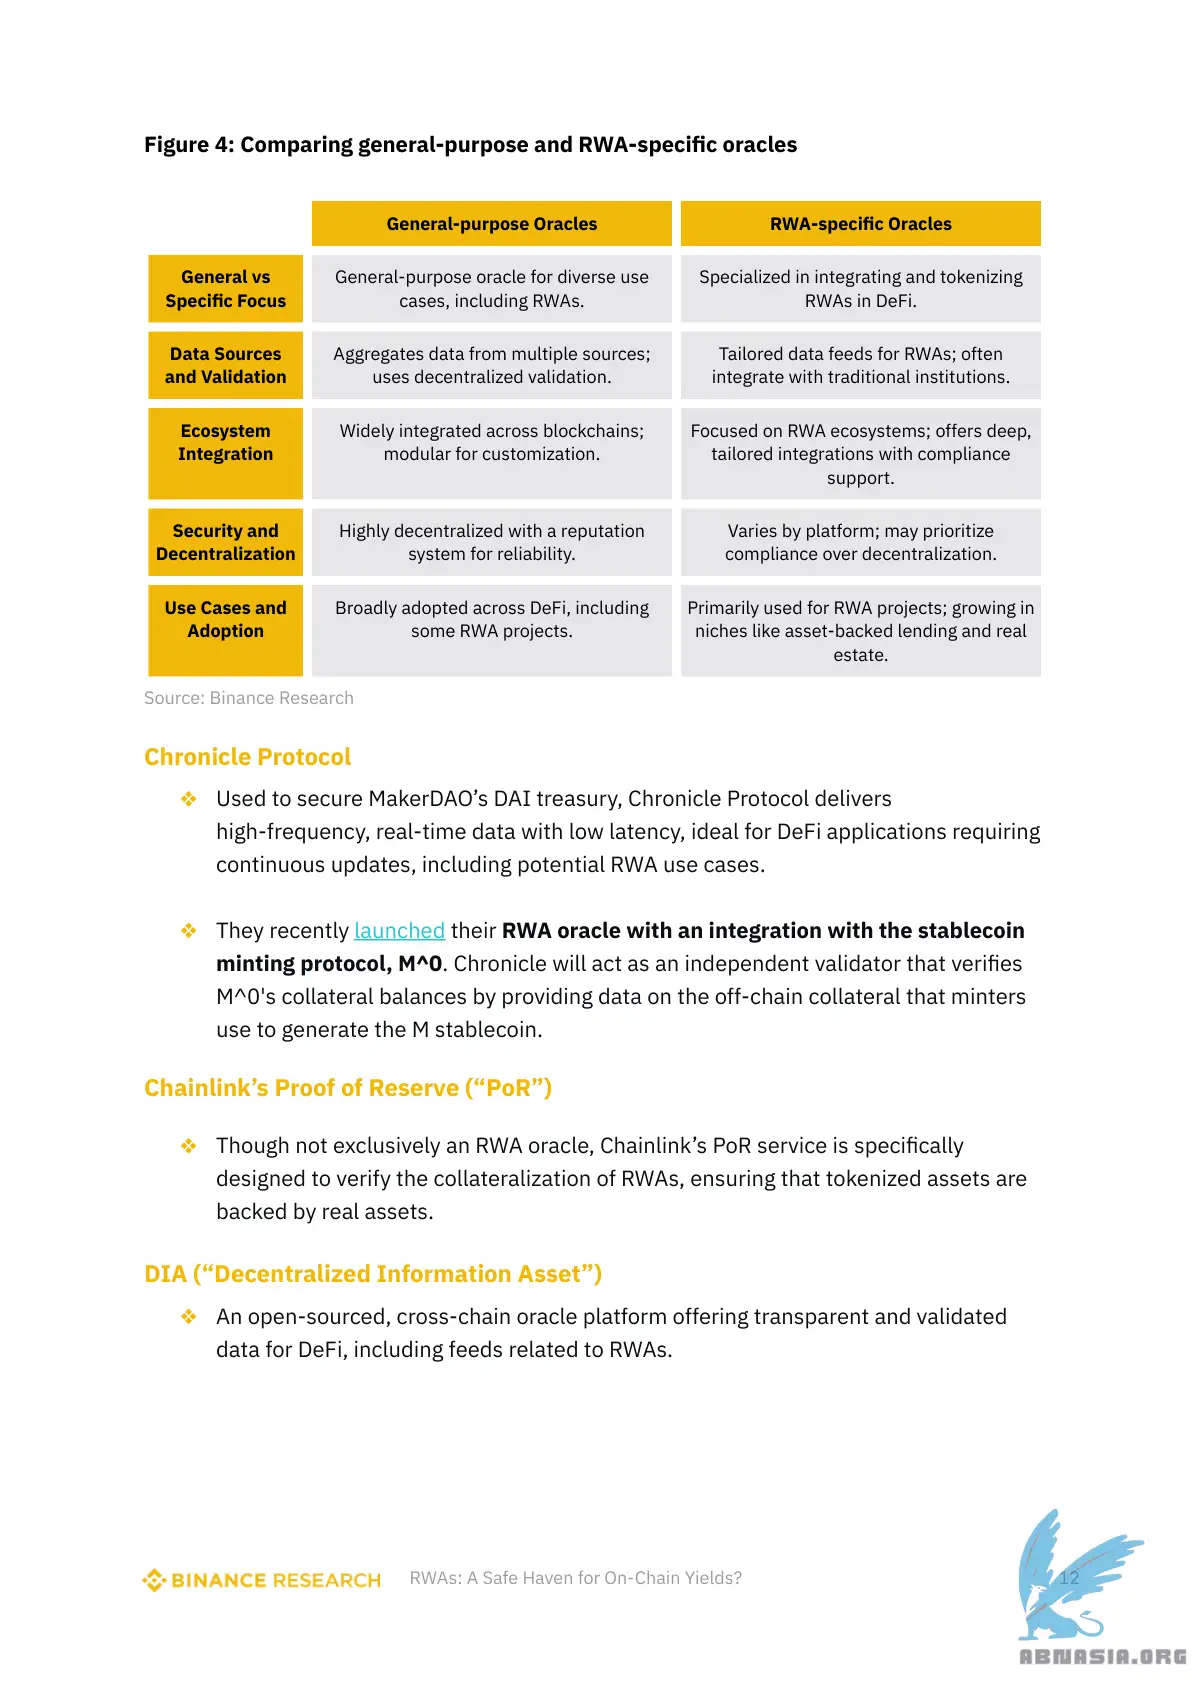 Figure 4: Comparing general-purpose and RWA-specific oracles
General-purpose Oracles
RWA-specific Oracles
General vs
Specific Focus
General-purpose oracle for diverse use
cases, including RWAs.
Specialized in integrating and tokenizing
RWAs in DeFi.
Data Sources
and Validation
Aggregates data from multiple sources;
uses decentralized validation.
Tailored data feeds for RWAs; often
integrate with traditional institutions.
Ecosystem
Integration
Widely integrated across blockchains;
modular for customization.
Focused on RWA ecosystems; offers deep,
tailored integrations with compliance
support.
Security and
Decentralization
Highly decentralized with a reputation
system for reliability.
Varies by platform; may prioritize
compliance over decentralization.
Use Cases and
Adoption
Broadly adopted across DeFi, including
some RWA projects.
Primarily used for RWA projects; growing in
niches like asset-backed lending and real
estate.
Source: Binance Research
Chronicle Protocol
❖ Used to secure MakerDAO’s DAI treasury, Chronicle Protocol delivers
high-frequency, real-time data with low latency, ideal for DeFi applications requiring
continuous updates, including potential RWA use cases.
❖ They recently launched their RWA oracle with an integration with the stablecoin
minting protocol, M^0. Chronicle will act as an independent validator that verifies
M^0's collateral balances by providing data on the off-chain collateral that minters
use to generate the M stablecoin.
Chainlink’s Proof of Reserve (“PoR”)
❖ Though not exclusively an RWA oracle, Chainlink’s PoR service is specifically
designed to verify the collateralization of RWAs, ensuring that tokenized assets are
backed by real assets.
DIA (“Decentralized Information Asset”)
❖ An open-sourced, cross-chain oracle platform offering transparent and validated
data for DeFi, including feeds related to RWAs.
BINANCE RESEARCH
RWAs: A Safe Haven for On-Chain Yields?
12
ABNASIA.ORG